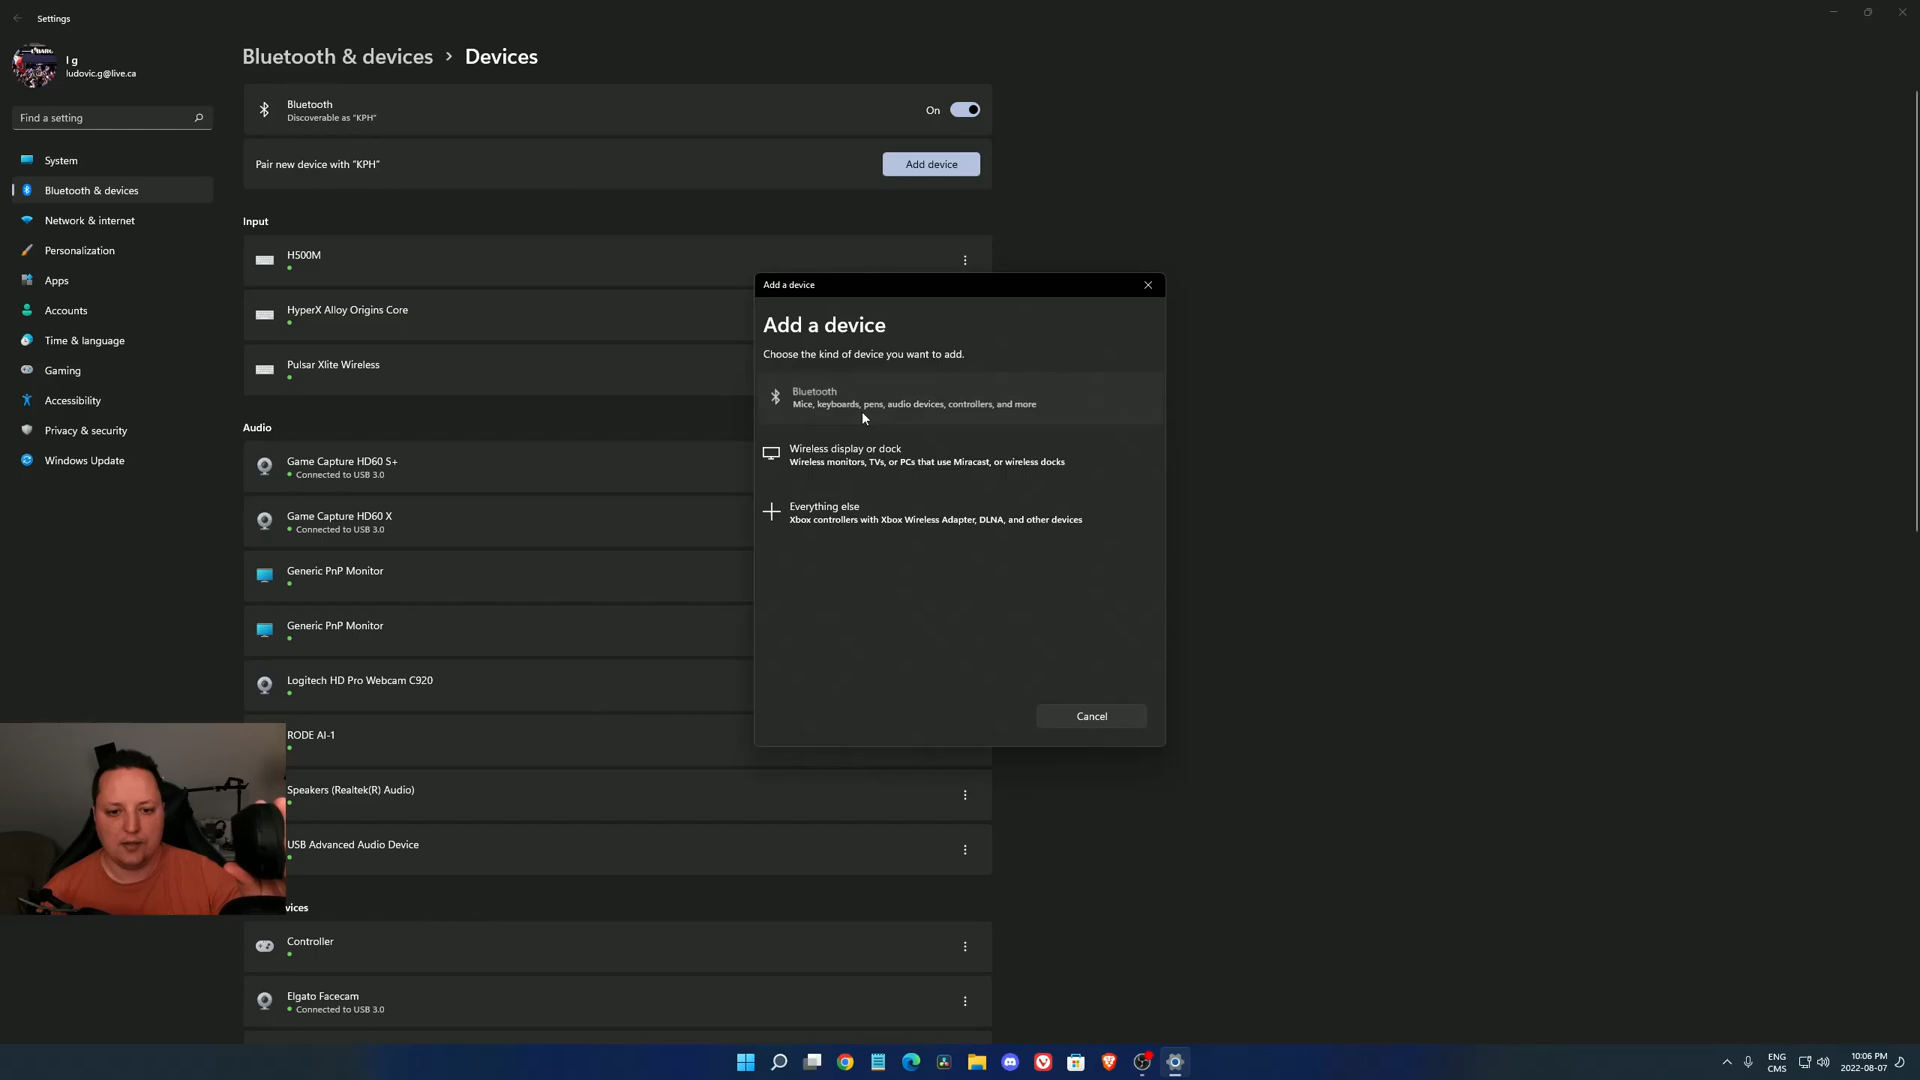 Settings
l g
ludovic.g@live.ca
Find a setting
System
Bluetooth & devices
Network & internet
Personalization
Apps
Accounts
Time & language
Gaming
Accessibility
Privacy & security
Windows Update
Bluetooth & devices > Devices
Bluetooth
Discoverable as “KPH”
On
Pair new device with “KPH”
Add device
Input
H500M
HyperX Alloy Origins Core
Pulsar Xlite Wireless
Audio
Game Capture HD60 S+
Connected to USB 3.0
Game Capture HD60 X
Connected to USB 3.0
Generic PnP Monitor
Generic PnP Monitor
Logitech HD Pro Webcam C920
RODE AI-1
Speakers (Realtek(R) Audio)
USB Advanced Audio Device
vices
Controller
Elgato Facecam
Connected to USB 3.0
Add a device
Add a device
Choose the kind of device you want to add.
Bluetooth
Mice, keyboards, pens, audio devices, controllers, and more
Wireless display or dock
Wireless monitors, TVs, or PCs that use Miracast, or wireless docks
Everything else
Xbox controllers with Xbox Wireless Adapter, DLNA, and other devices
Cancel
ENG
CMS
10:06 PM
2022-08-07